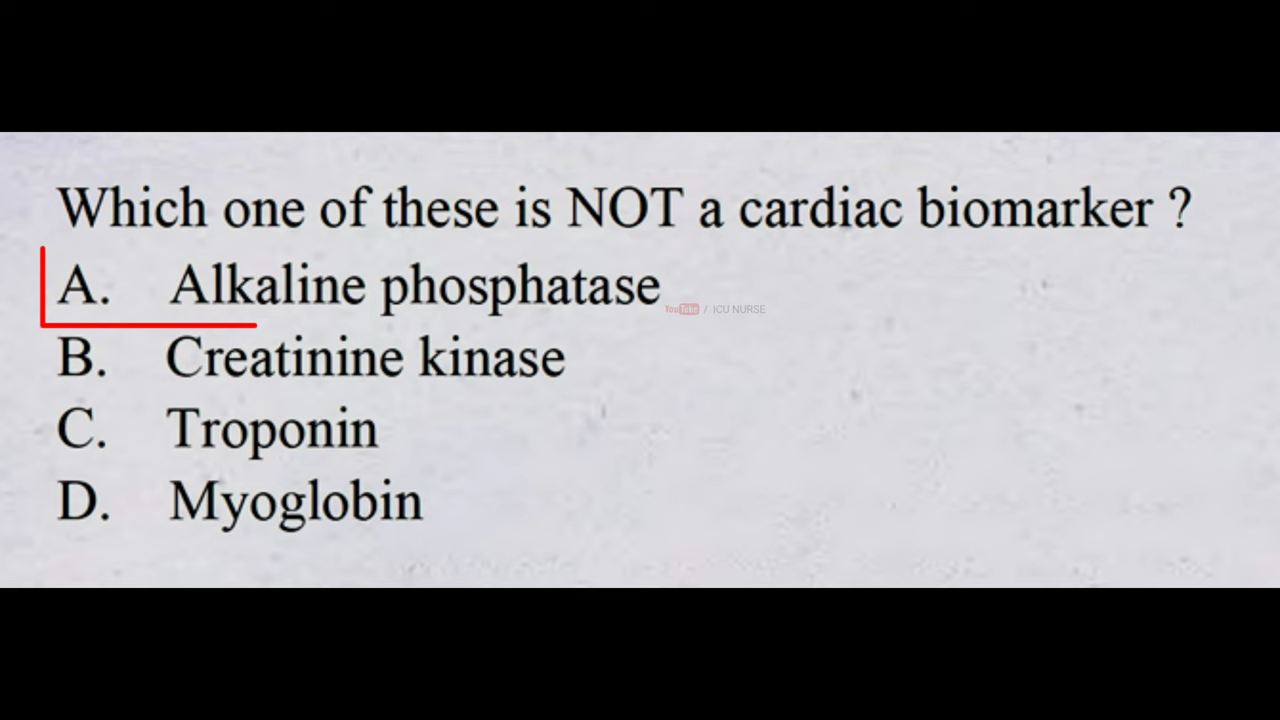 Which one of these is NOT a cardiac biomarker ?
A. Alkaline phosphatase
YouTube / ICU NURSE
B. Creatinine kinase
C. Troponin
D. Myoglobin